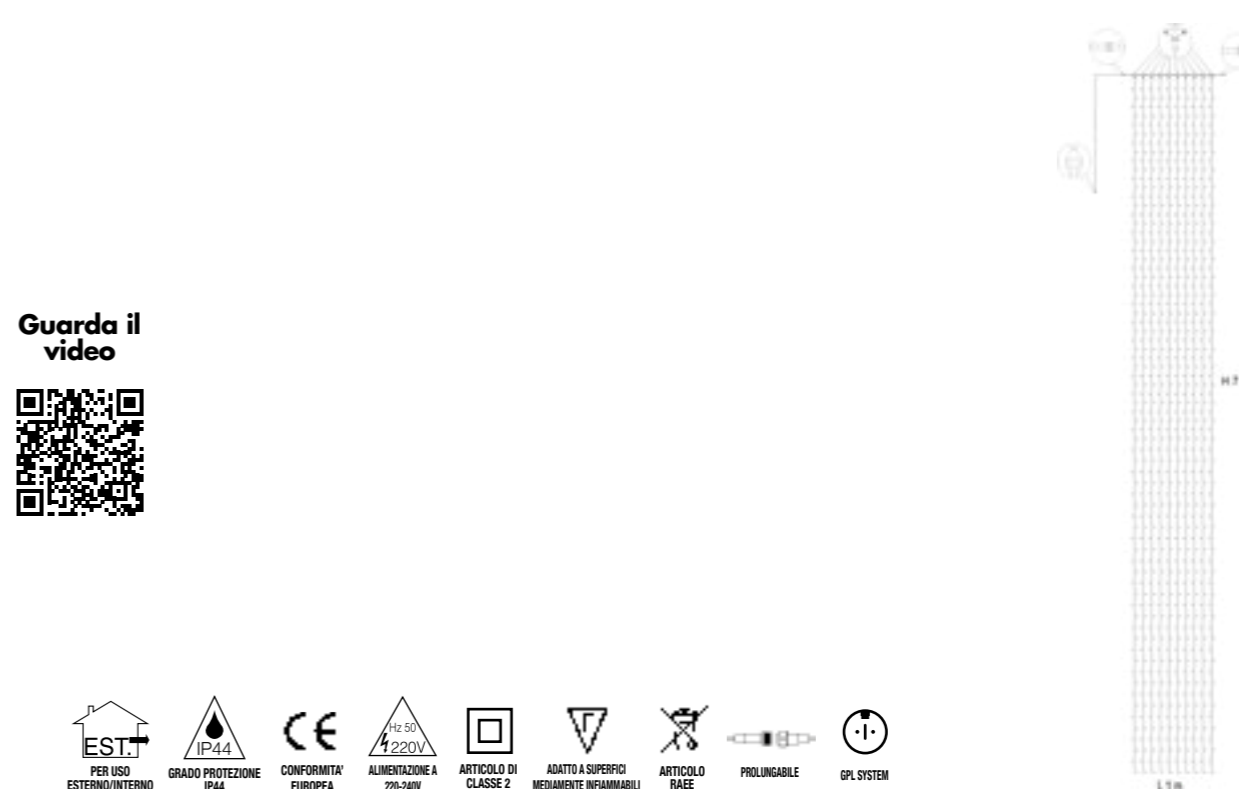 Guarda il
video
H 7
EST.
IP44
Hz 50
220V
PER USO
ESTERNO/INTERNO
GRADO PROTEZIONE
IP44
CONFORMITA'
EUROPEA
ALIMENTAZIONE A
220-240V
ARTICOLO DI
CLASSE 2
ADATTO A SUPERFICI
MEDIAMENTE INFIAMMABILI
ARTICOLO
RAEE
PROLUNGABILE
GPL SYSTEM